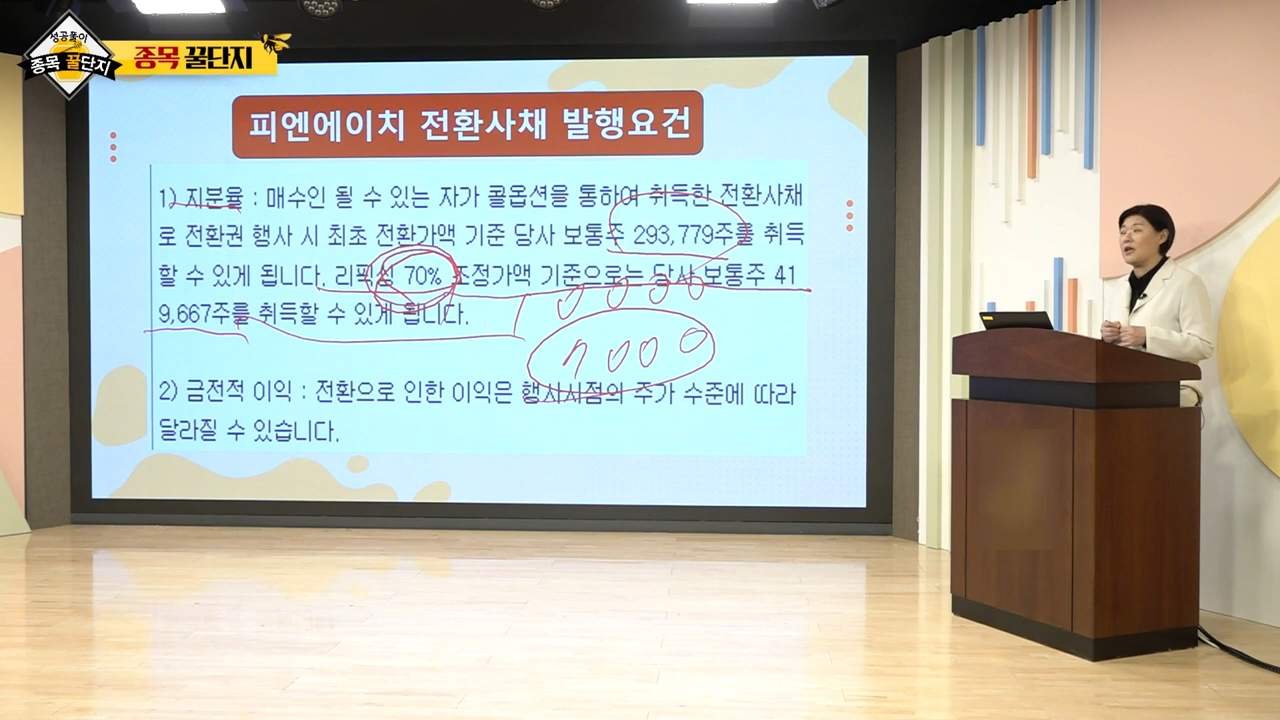 성공풀이
종목 꿀단지
종목 꿀단지
피엔에이치 전환사채 발행요건
1) 지분율 : 매수인 될 수 있는 자가 콜옵션을 통하여 취득한 전환사채
로 전환권 행사 시 최초 전환가액 기준 당사 보통주 293,779주를 취득
할 수 있게 됩니다. 리픽싱 70% 조정가액 기준으로는 당사 보통주 41
9,667주를 취득할 수 있게 됩니다.
0000
7000
2) 금전적 이익 : 전환으로 인한 이익은 행사시점의 주가 수준에 따라
달라질 수 있습니다.